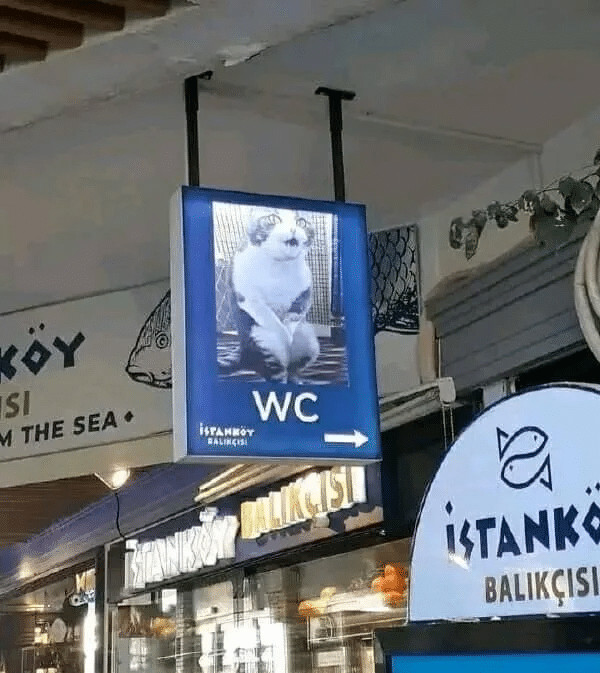 KÖY
ISI
M THE SEA
WC
İSTANKÖY
BALIKÇISI
İSTANKÖY BALIKÇISI
İSTANKÖ
BALIKÇISI